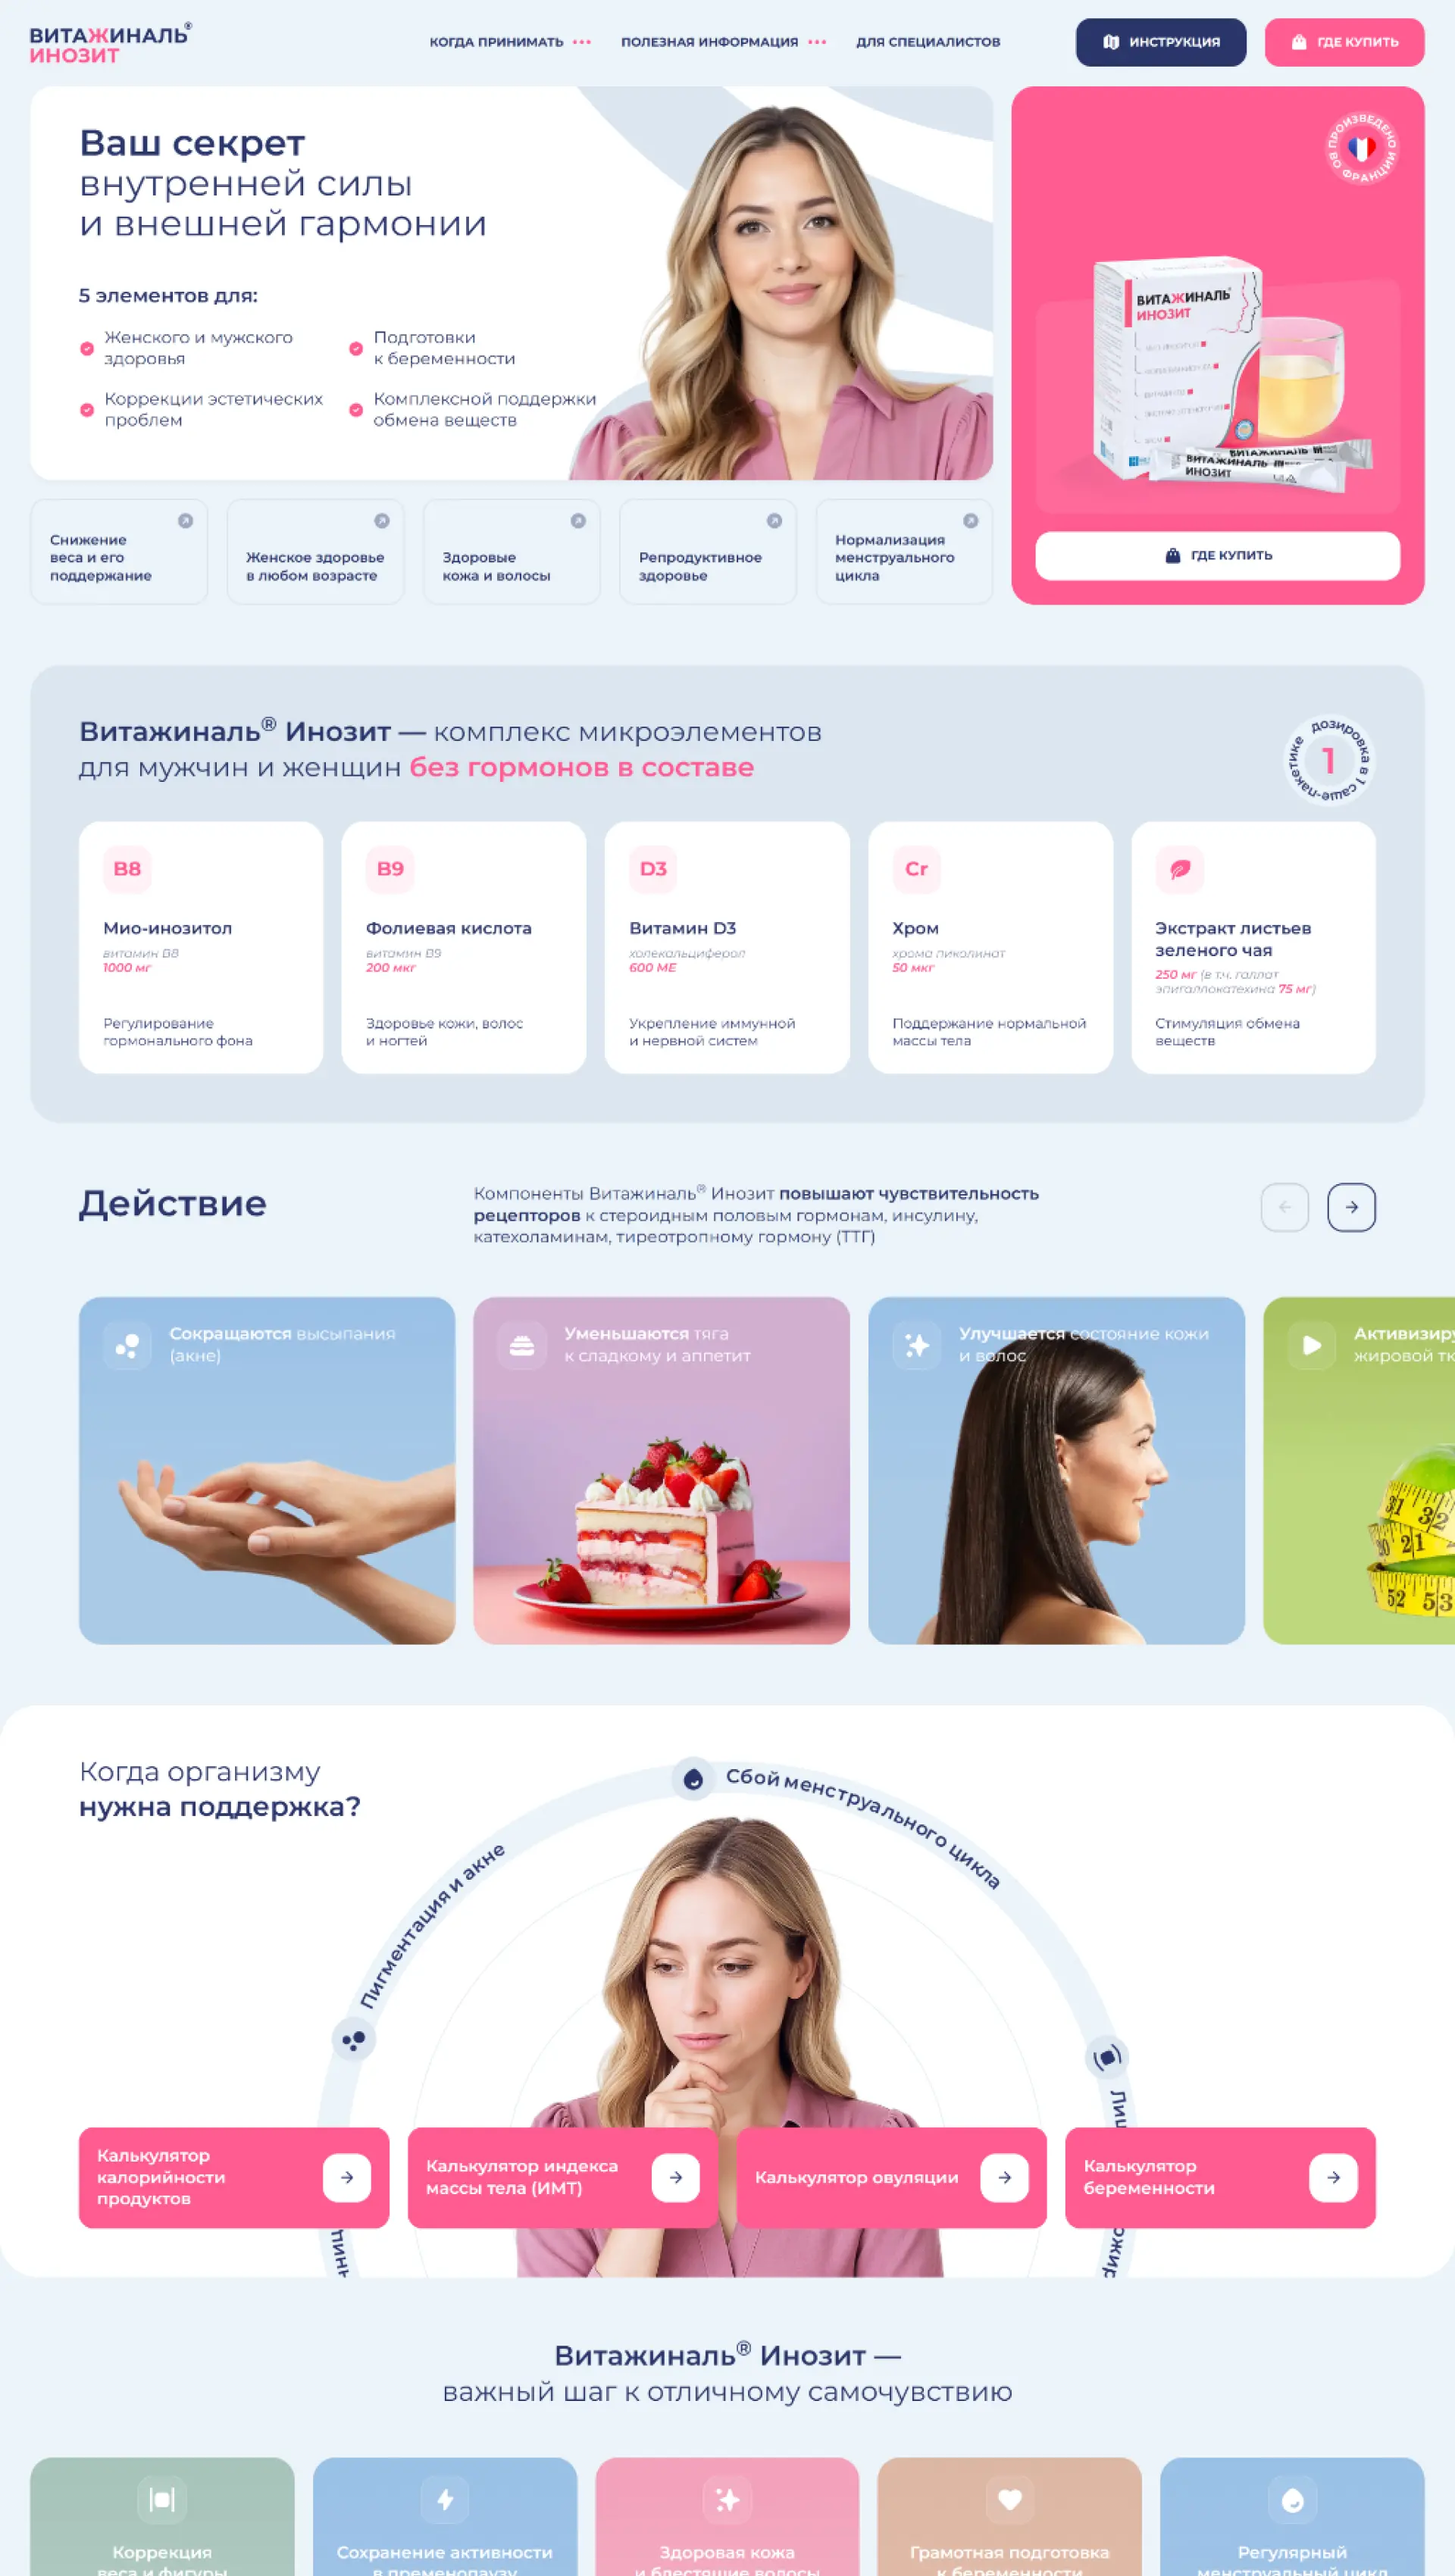 ВИТАЖИНАЛЬ®
ИНОЗИТ
КОГДА ПРИНИМАТЬ
ПОЛЕЗНАЯ ИНФОРМАЦИЯ
ДЛЯ СПЕЦИАЛИСТОВ
ИНСТРУКЦИЯ
ГДЕ КУПИТЬ
Ваш секрет
внутренней силы
и внешней гармонии
5 элементов для:
Женского и мужского
здоровья
Подготовки
к беременности
Коррекции эстетических
проблем
Комплексной поддержки
обмена веществ
ПРОИЗВЕДЕНО ВО ФРАНЦИИ
ВИТАЖИНАЛЬ
ИНОЗИТ
ВИТАЖИНАЛЬ
ВИТАЖИНАЛЬ
ИНОЗИТ
ГДЕ КУПИТЬ
Снижение
веса и его
поддержание
Женское здоровье
в любом возрасте
Здоровые
кожа и волосы
Репродуктивное
здоровье
Нормализация
менструального
цикла
Витажиналь® Инозит — комплекс микроэлементов
для мужчин и женщин без гормонов в составе
дозировка в 1 саше-пакетике
1
B8
Мио-инозитол
витамин B8
1000 мг
Регулирование
гормонального фона
B9
Фолиевая кислота
витамин B9
200 мкг
Здоровье кожи, волос
и ногтей
D3
Витамин D3
холекальциферол
600 МЕ
Укрепление иммунной
и нервной систем
Cr
Хром
хрома пиколинат
50 мкг
Поддержание нормальной
массы тела
Экстракт листьев
зеленого чая
250 мг (в т.ч. галлат
эпигаллокатехина 75 мг)
Стимуляция обмена
веществ
Действие
Компоненты Витажиналь® Инозит повышают чувствительность
рецепторов к стероидным половым гормонам, инсулину,
катехоламинам, тиреотропному гормону (ТТГ)
Сокращаются высыпания
(акне)
Уменьшаются тяга
к сладкому и аппетит
Улучшается состояние кожи
и волос
Активизиру
жировой тк
31 32
20 21
52 53
Когда организму
нужна поддержка?
Сбой менструального цикла
Пигментация и акне
Калькулятор
калорийности
продуктов
Калькулятор индекса
массы тела (ИМТ)
Калькулятор овуляции
Калькулятор
беременности
Витажиналь® Инозит —
важный шаг к отличному самочувствию
Коррекция
веса и фигуры
Сохранение активности
в пременопаузу
Здоровая кожа
и блестящие волосы
Грамотная подготовка
к беременности
Регулярный
менструальный цикл